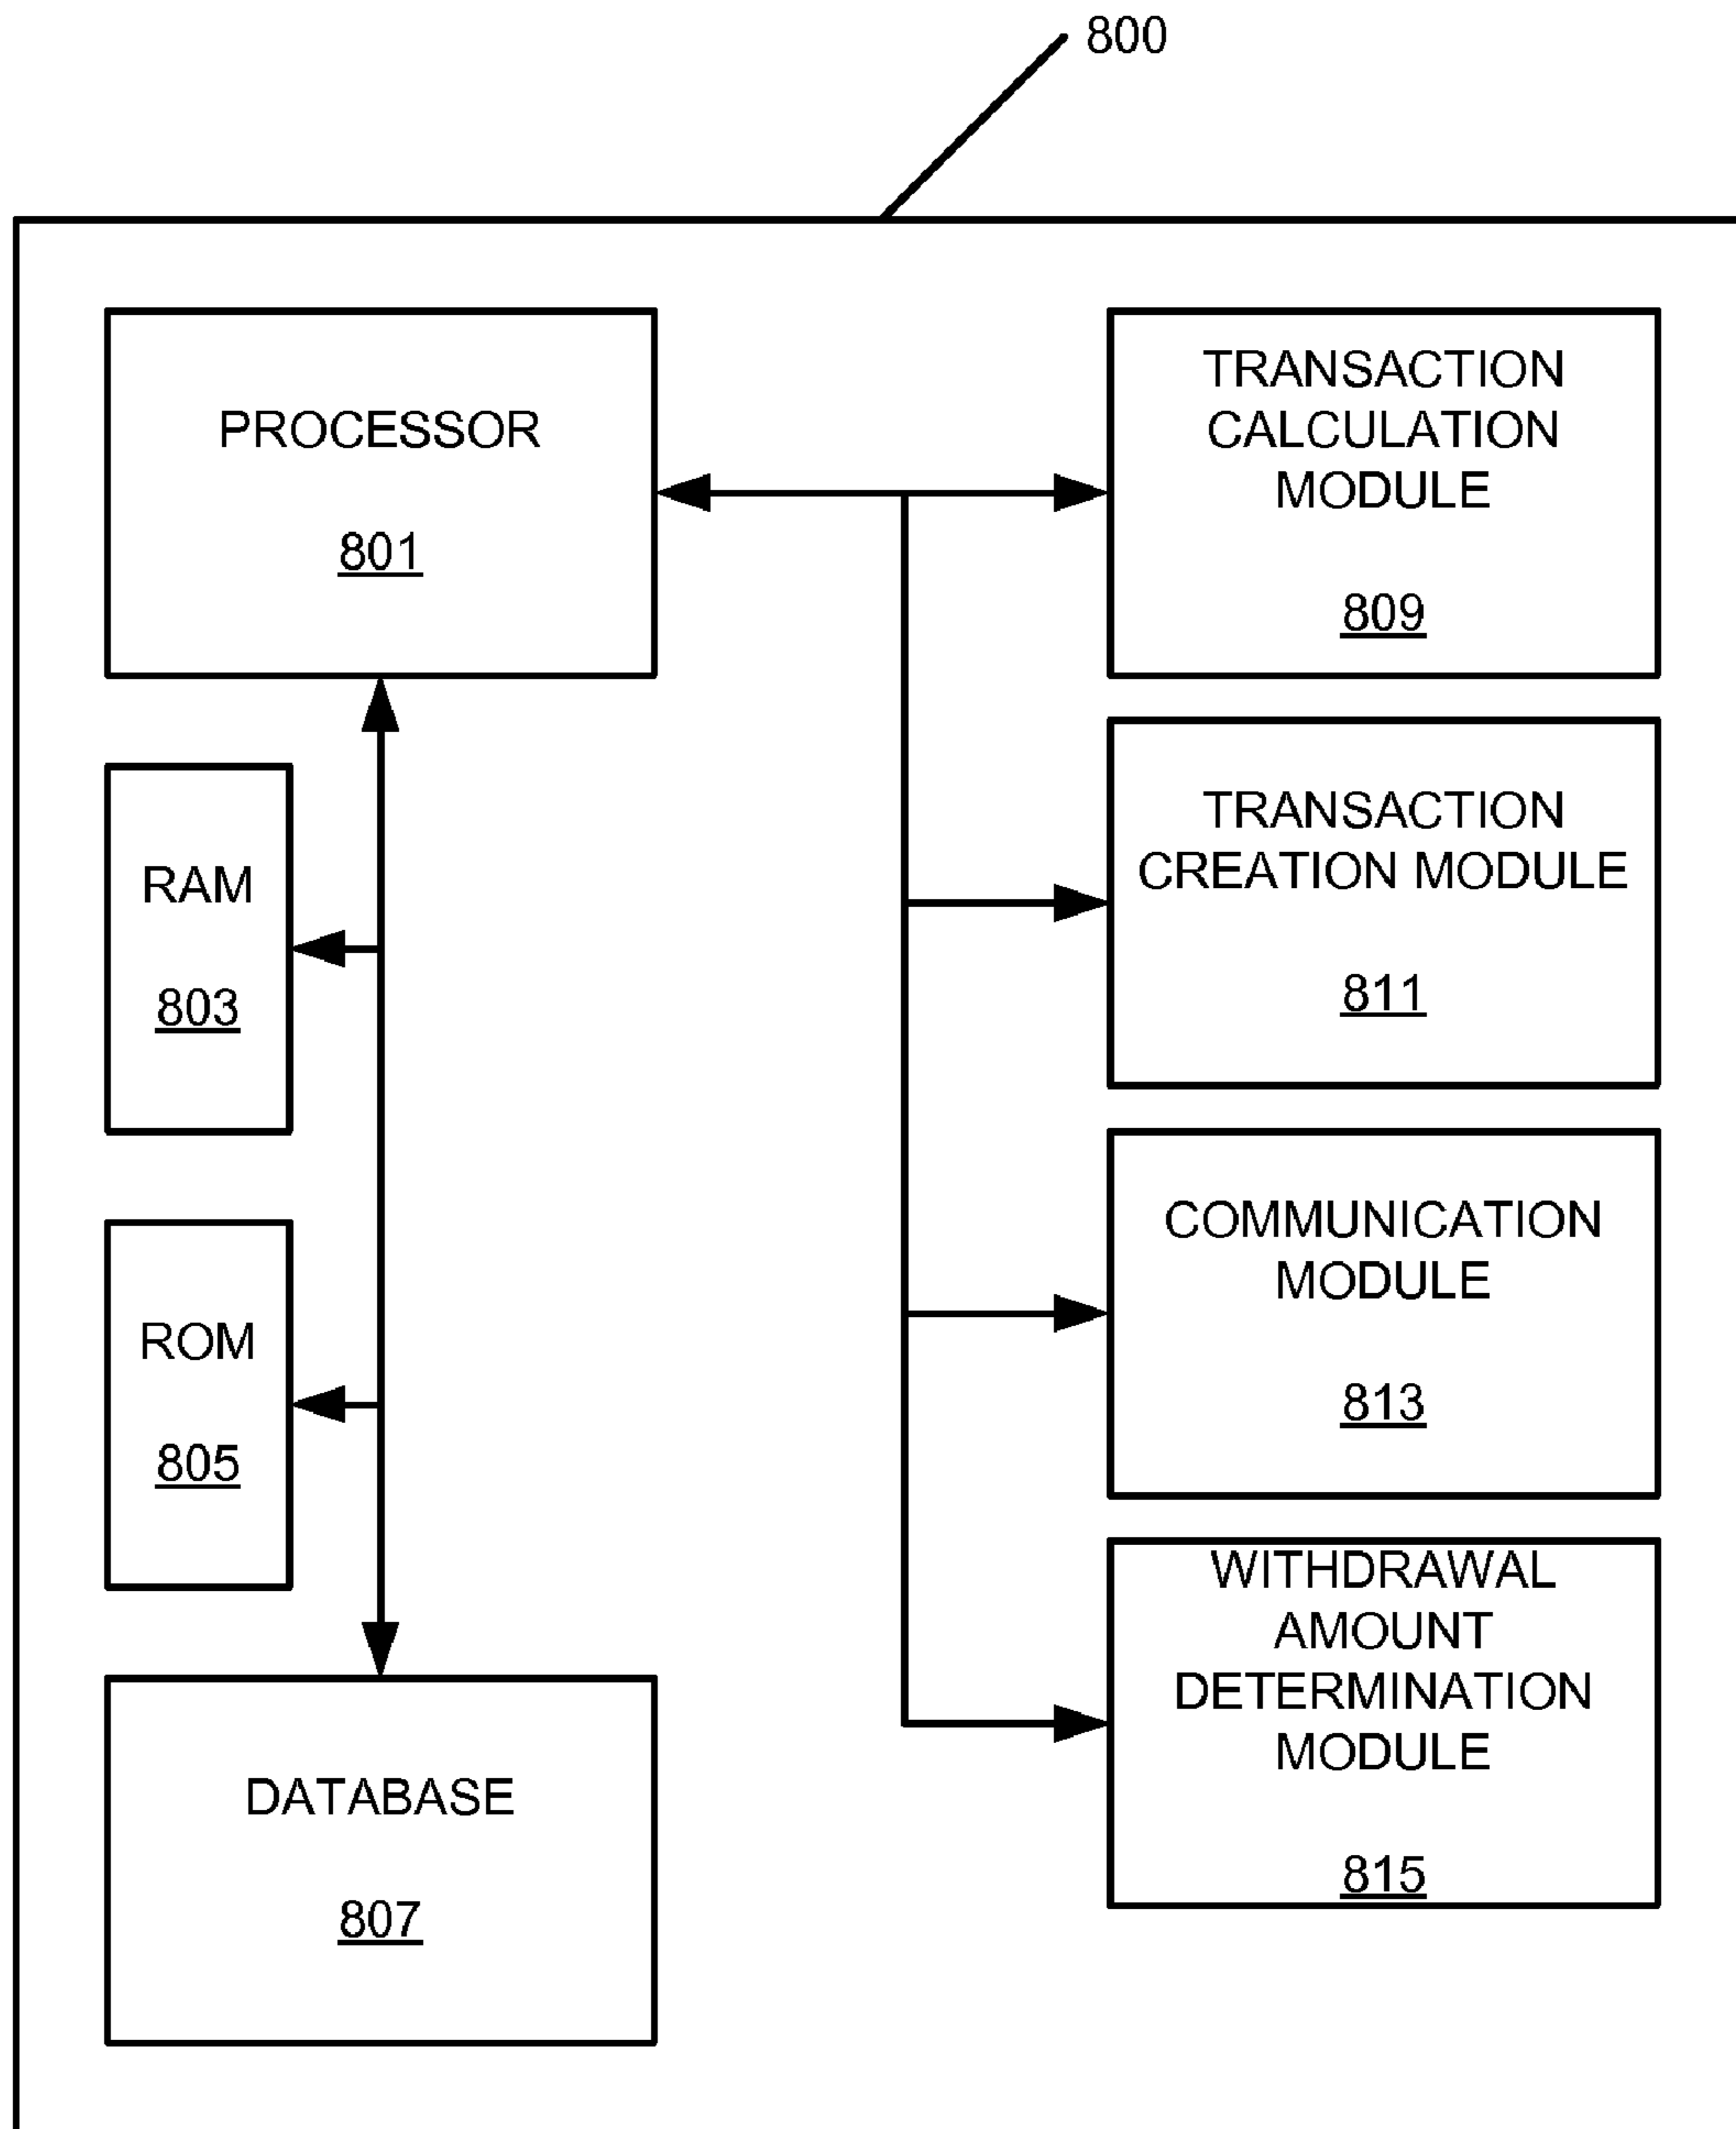 800
PROCESSOR
801
RAM
803
ROM
805
DATABASE
807
TRANSACTION
CALCULATION
MODULE
809
TRANSACTION
CREATION MODULE
811
COMMUNICATION
MODULE
813
WITHDRAWAL
AMOUNT
DETERMINATION
MODULE
815